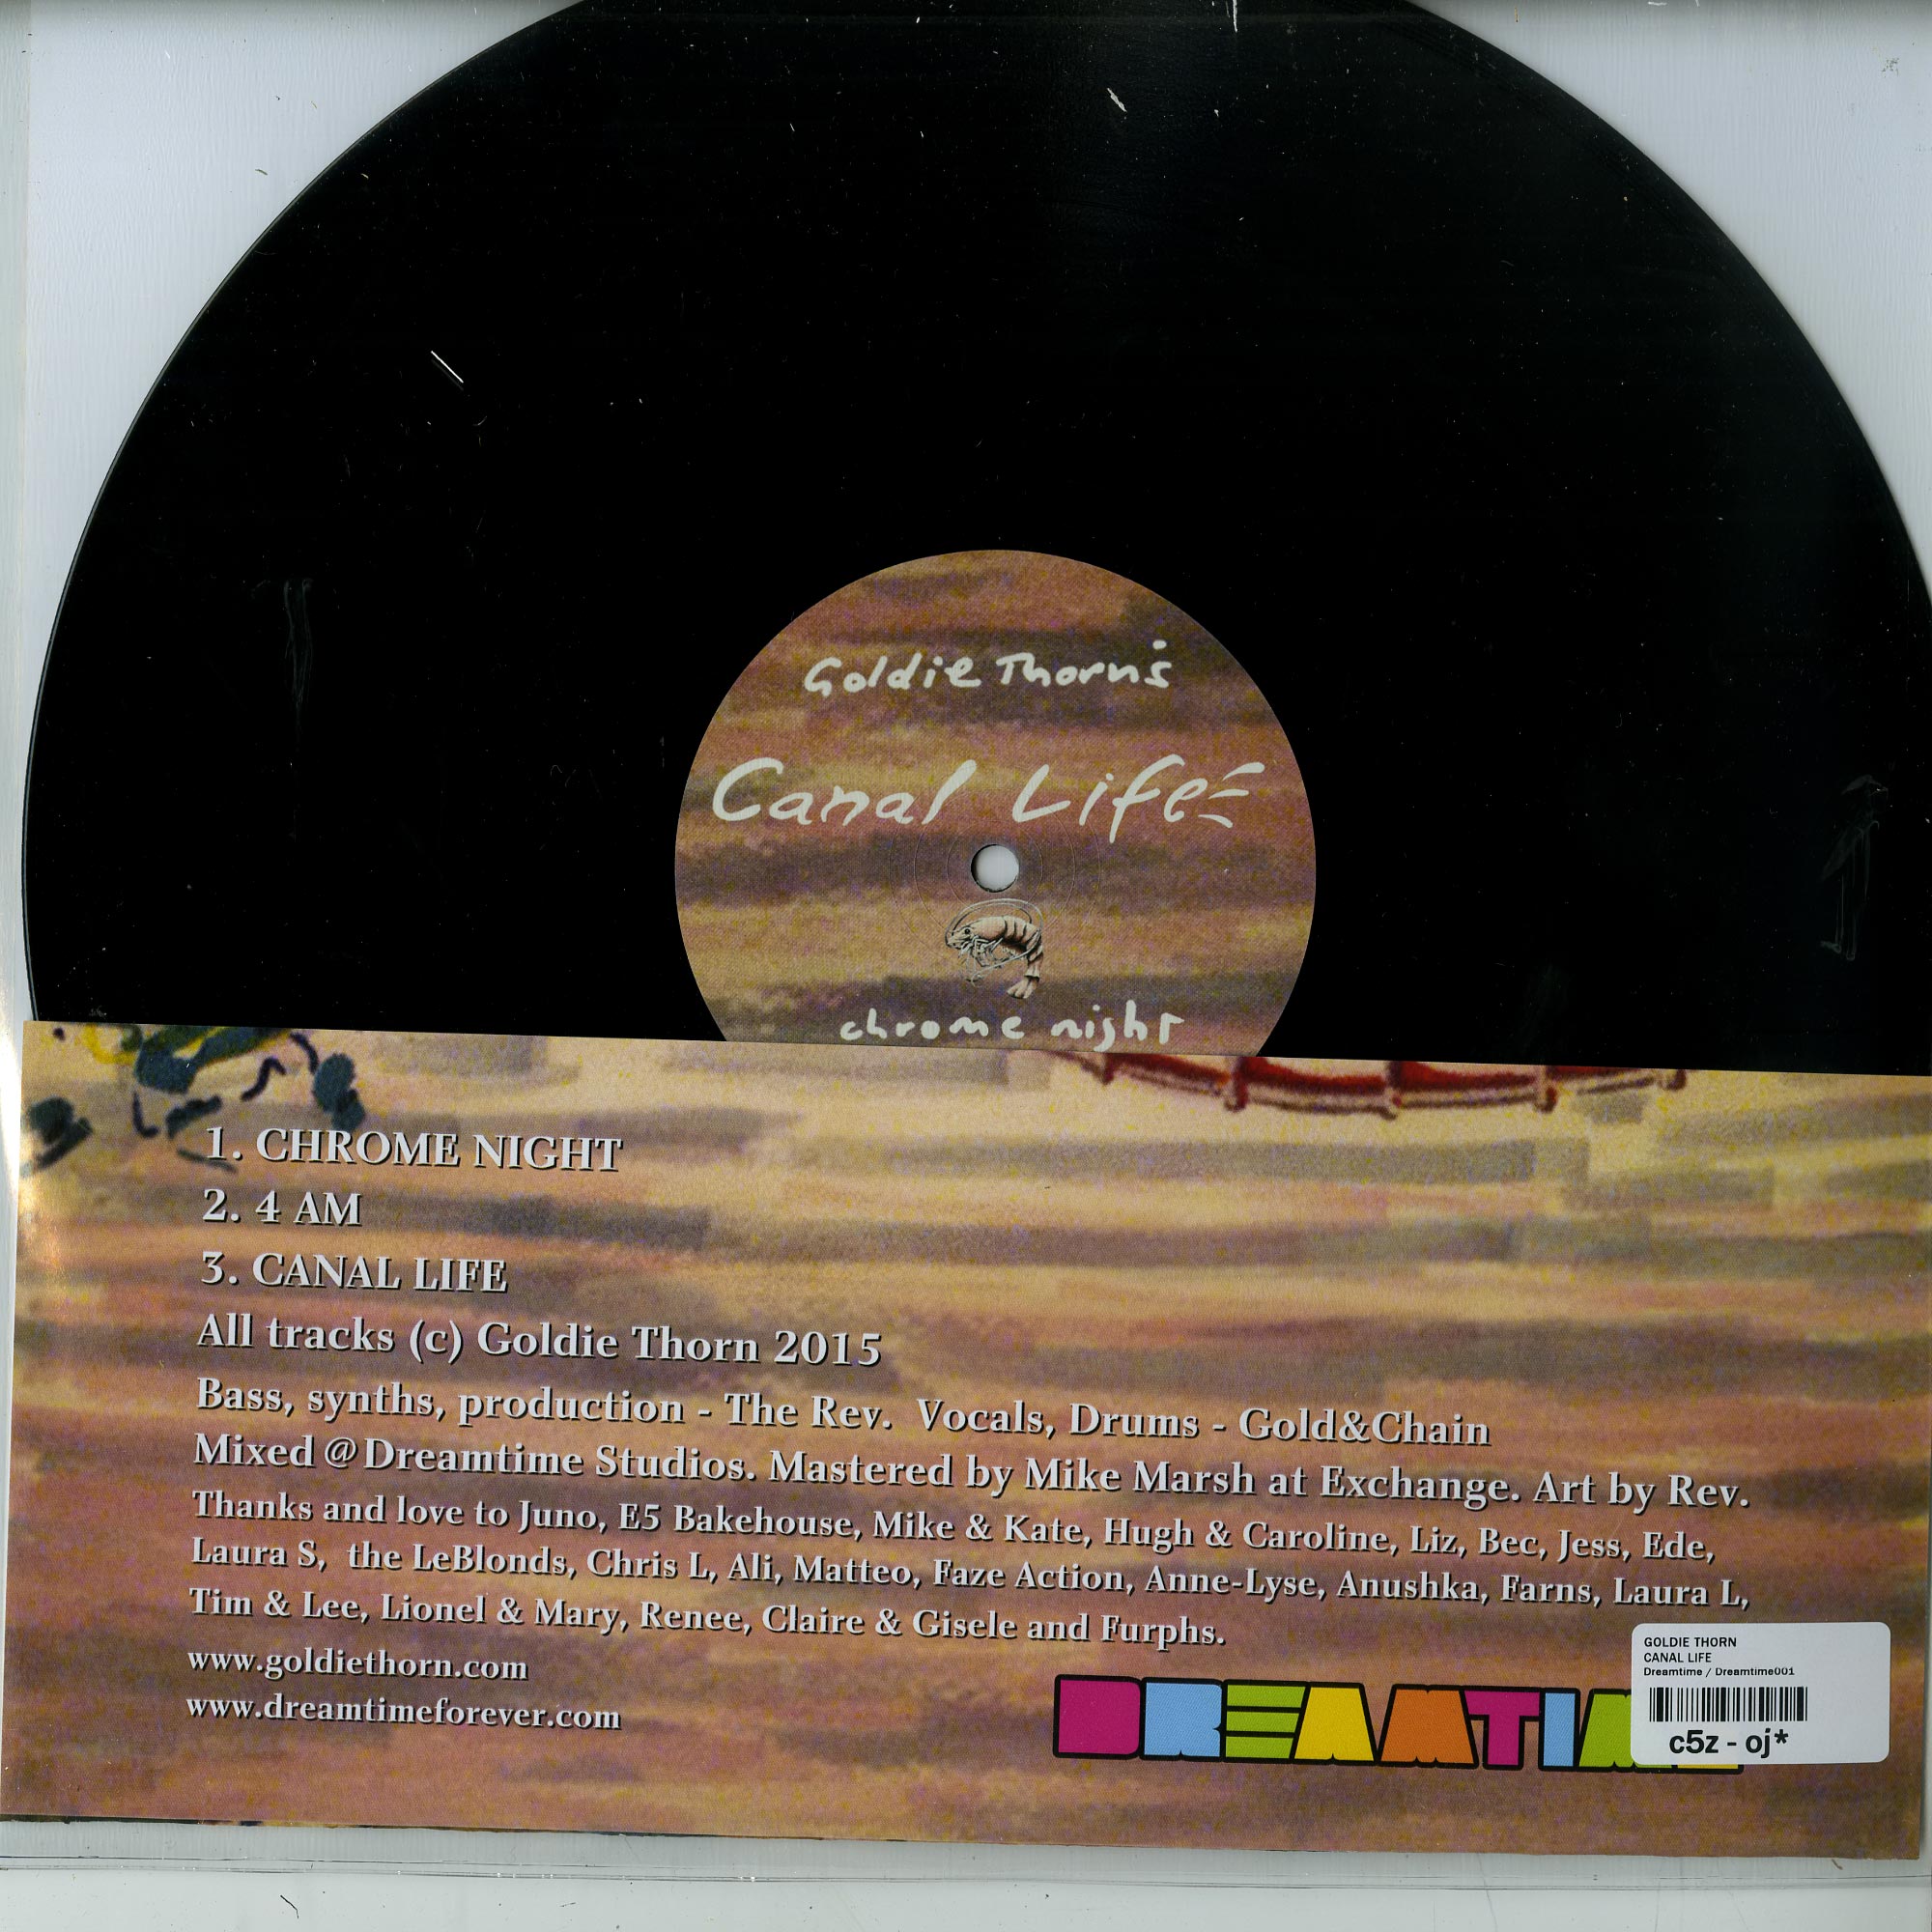 Goldie Thorn's
Canal Life
chrome night
1. CHROME NIGHT
2. 4 AM
3. CANAL LIFE
All tracks (c) Goldie Thorn 2015
Bass, synths, production - The Rev. Vocals, Drums - Gold&Chain
Mixed @ Dreamtime Studios. Mastered by Mike Marsh at Exchange. Art by Rev.
Thanks and love to Juno, E5 Bakehouse, Mike & Kate, Hugh & Caroline, Liz, Bec, Jess, Ede,
Laura S, the LeBlonds, Chris L, Ali, Matteo, Faze Action, Anne-Lyse, Anushka, Farns, Laura L,
Tim & Lee, Lionel & Mary, Renee, Claire & Gisele and Furphs.
www.goldiethorn.com
www.dreamtimeforever.com
DREAMTIME
GOLDIE THORN
CANAL LIFE
Dreamtime / Dreamtime001
c5z - oj*